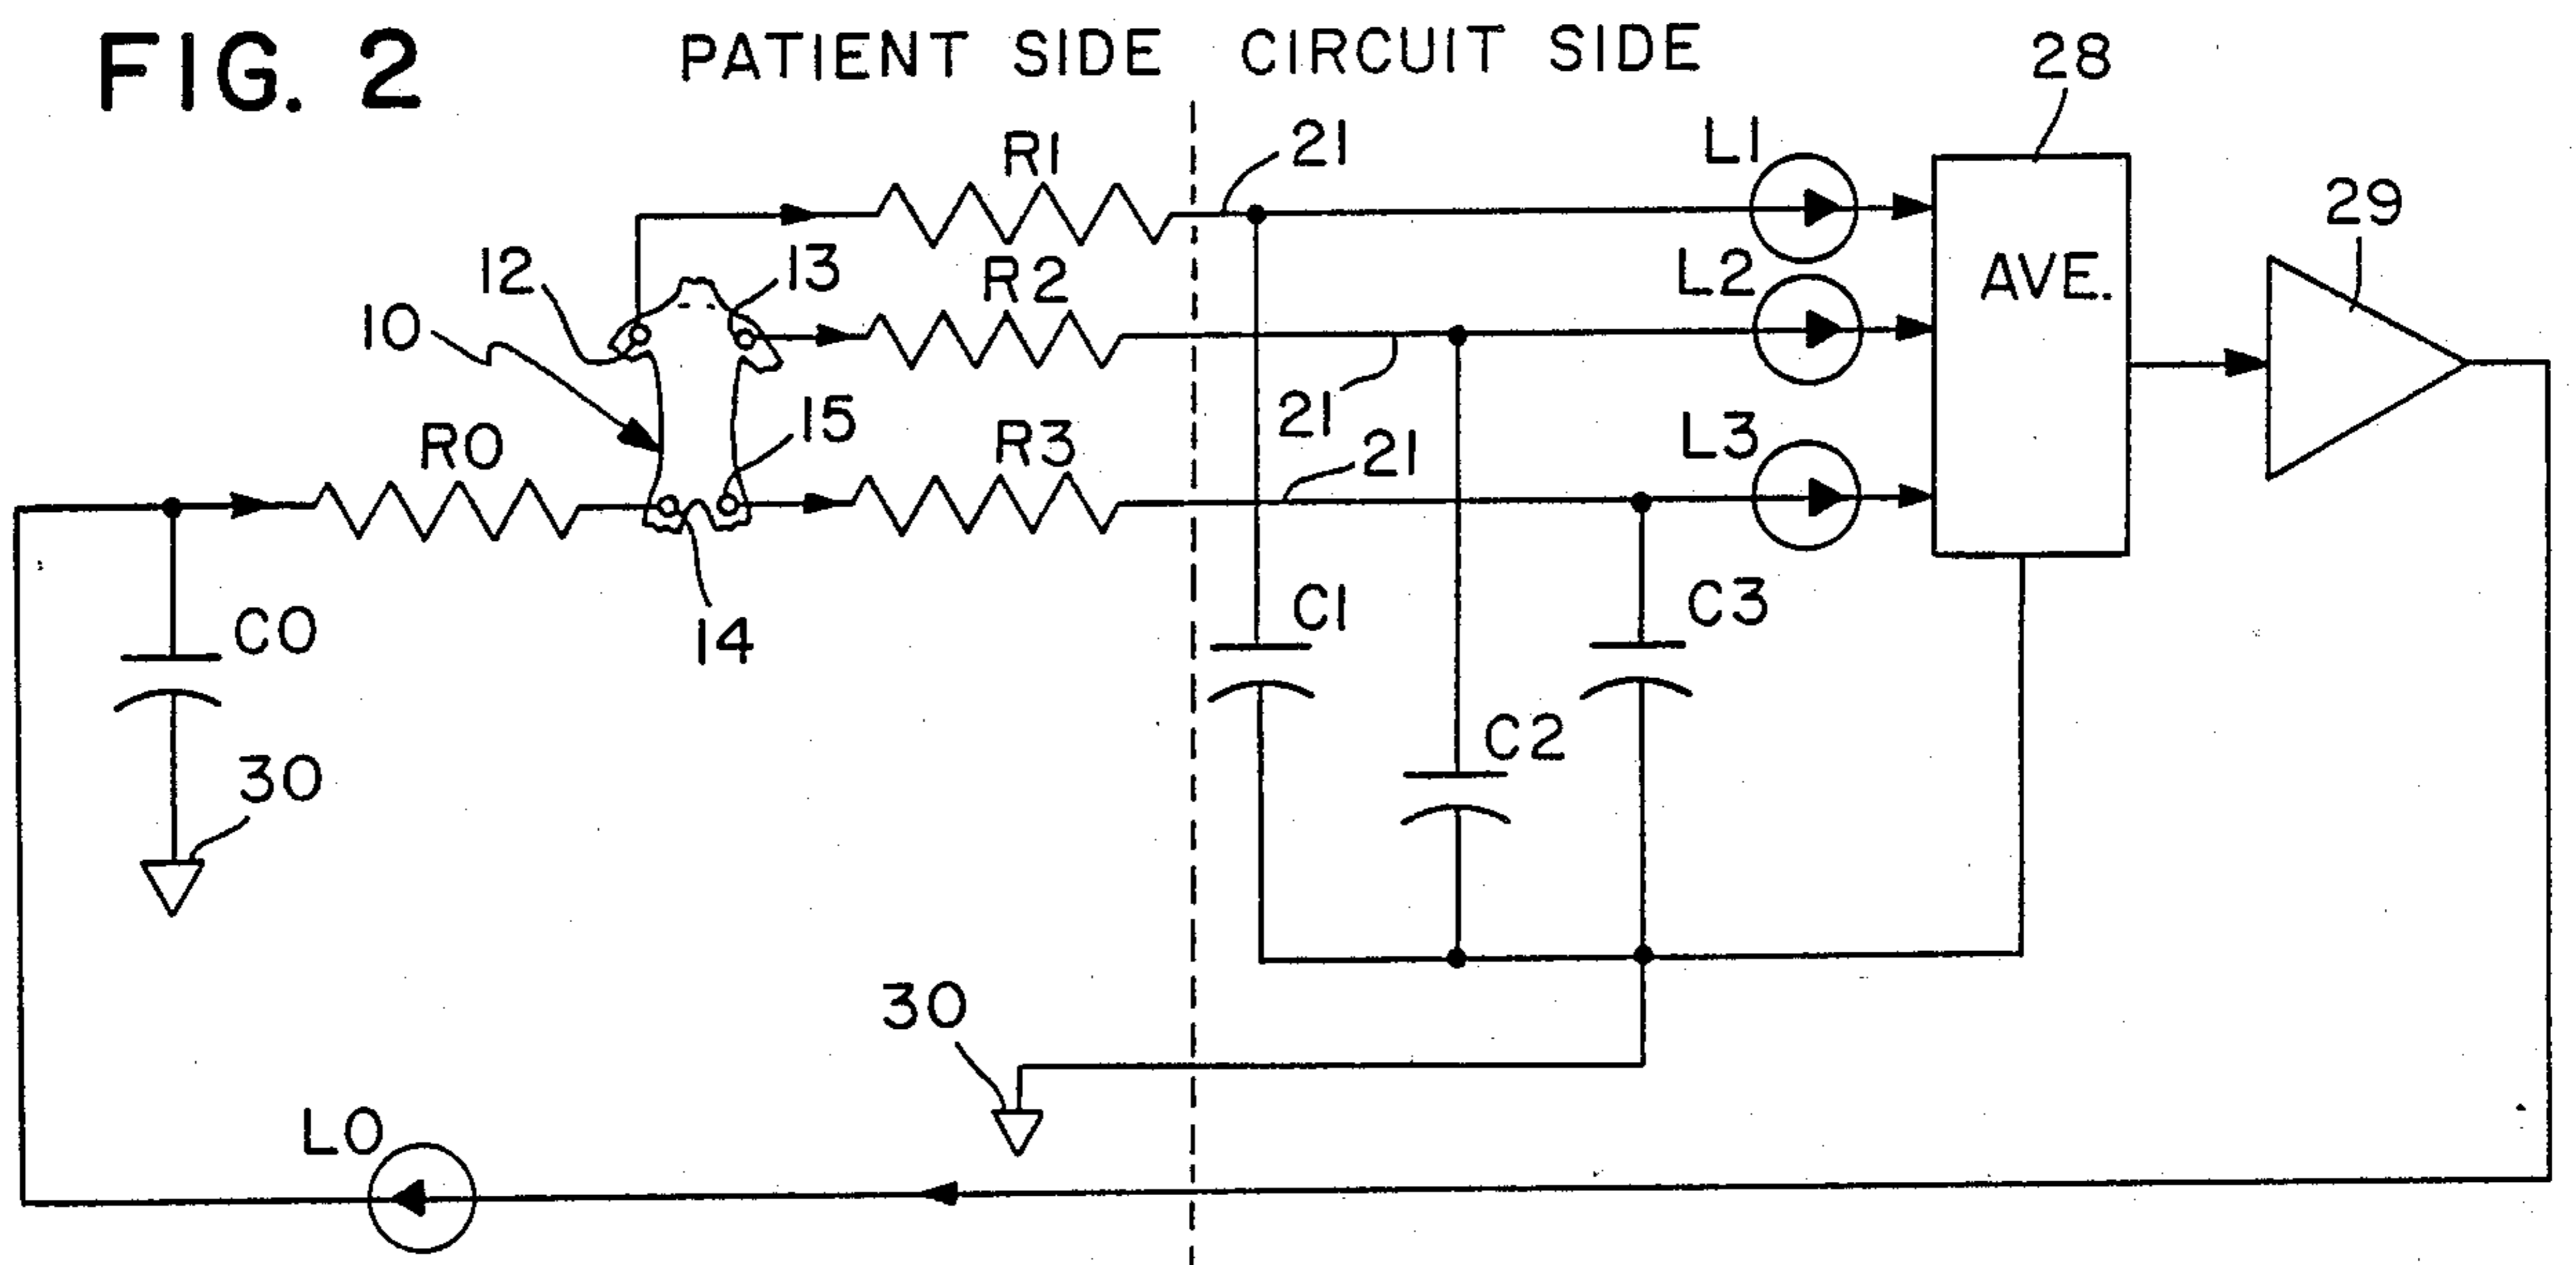 FIG. 2
PATIENT SIDE
CIRCUIT SIDE
28
R1
21
L1
29
12
13
R2
L2
AVE.
10
R0
15
R3
21
21
L3
14
C0
C1
C3
30
C2
30
L0